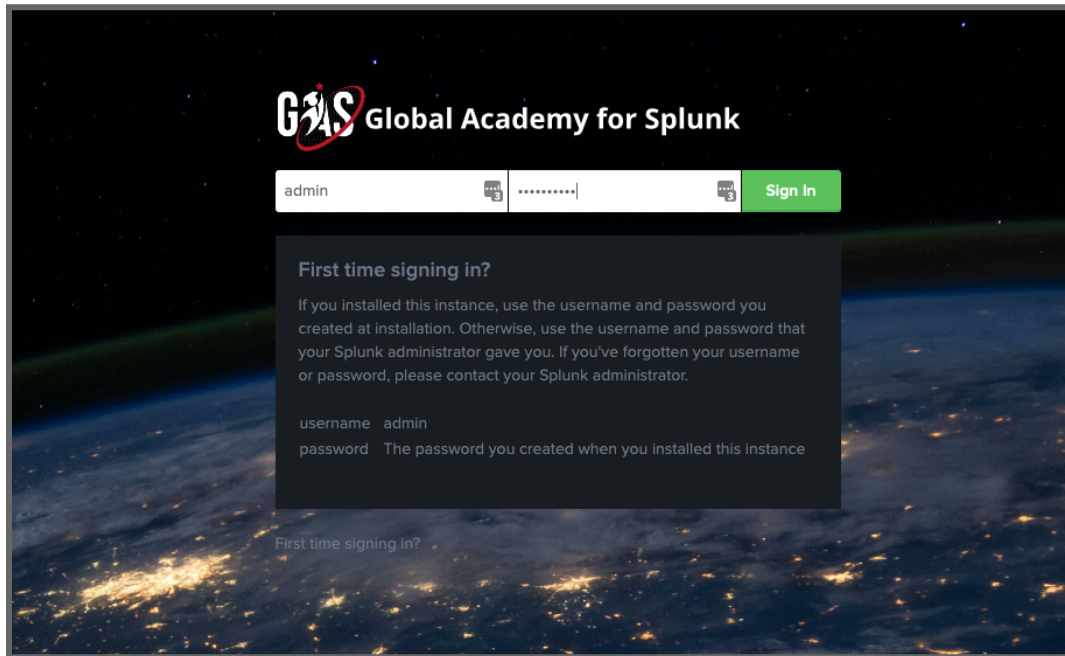 GAS Global Academy for Splunk
admin •••••••••• Sign In
3 3
First time signing in?
If you installed this instance, use the username and password you
created at installation. Otherwise, use the username and password that
your Splunk administrator gave you. If you've forgotten your username
or password, please contact your Splunk administrator.
username admin
password The password you created when you installed this instance
First time signing in?